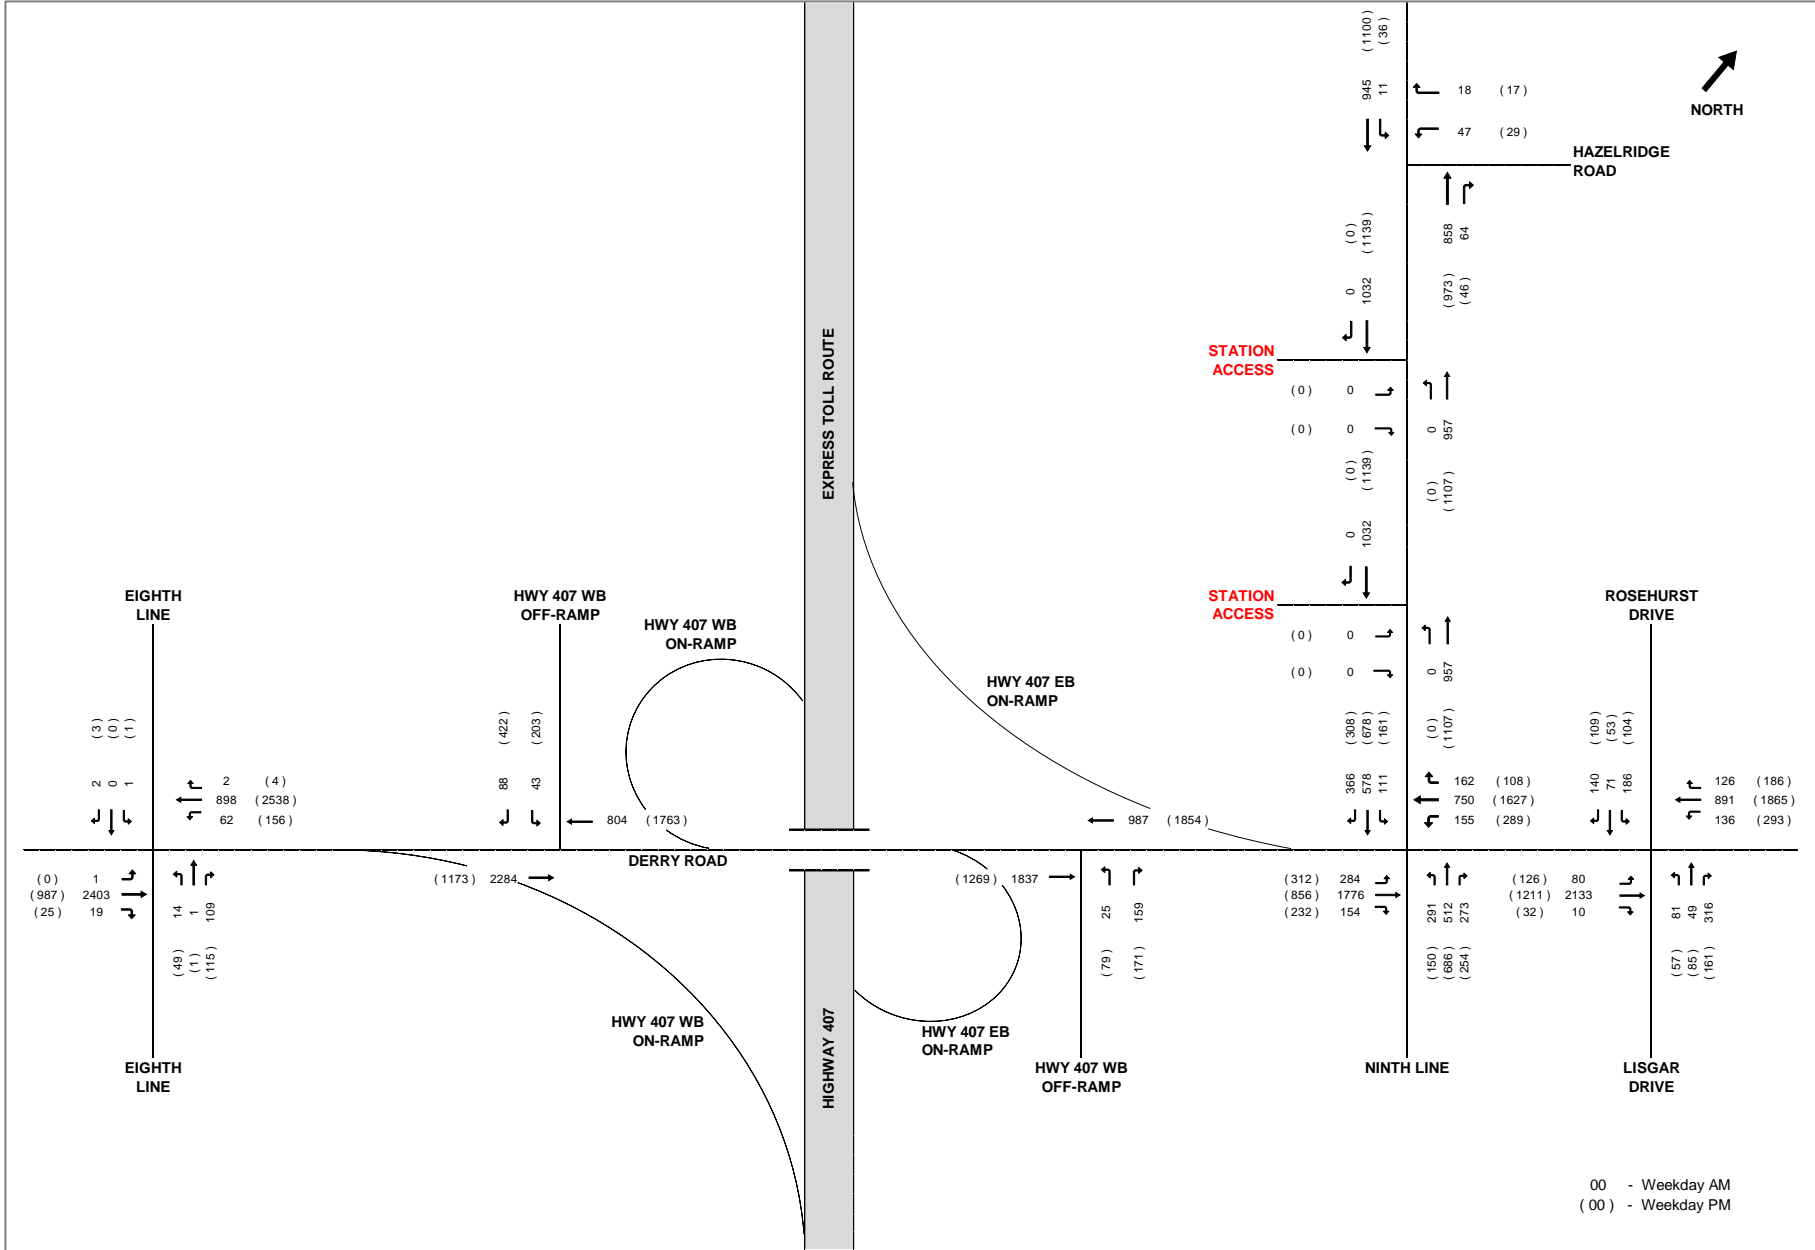 (1100)
(36)
945
11
18 (17)
47 (29)
NORTH
HAZELRIDGE
ROAD
858
64
(973)
(46)
(0)
(1139)
0
1032
STATION
ACCESS
(0) 0
(0) 0
0
957
(0)
(1107)
(0)
(1139)
0
1032
STATION
ACCESS
(0) 0
(0) 0
0
957
(0)
(1107)
EXPRESS TOLL ROUTE
HIGHWAY 407
EIGHTH
LINE
(3)
(0)
(1)
2
0
1
2 (4)
898 (2538)
62 (156)
(0) 1
(987) 2403
(25) 19
14
1
109
(49)
(1)
(115)
EIGHTH
LINE
HWY 407 WB
OFF-RAMP
(422)
(203)
88
43
804 (1763)
HWY 407 WB
ON-RAMP
DERRY ROAD
(1173) 2284
HWY 407 WB
ON-RAMP
HWY 407 EB
ON-RAMP
987 (1854)
(1269) 1837
25
159
(79)
(171)
HWY 407 EB
ON-RAMP
HWY 407 WB
OFF-RAMP
(308)
(678)
(161)
366
578
111
162 (108)
750 (1627)
155 (289)
(312) 284
(856) 1776
(232) 154
291
512
273
(150)
(686)
(254)
NINTH LINE
ROSEHURST
DRIVE
(109)
(53)
(104)
140
71
186
126 (186)
891 (1865)
136 (293)
(126) 80
(1211) 2133
(32) 10
81
49
316
(57)
(85)
(161)
LISGAR
DRIVE
00 - Weekday AM
(00) - Weekday PM